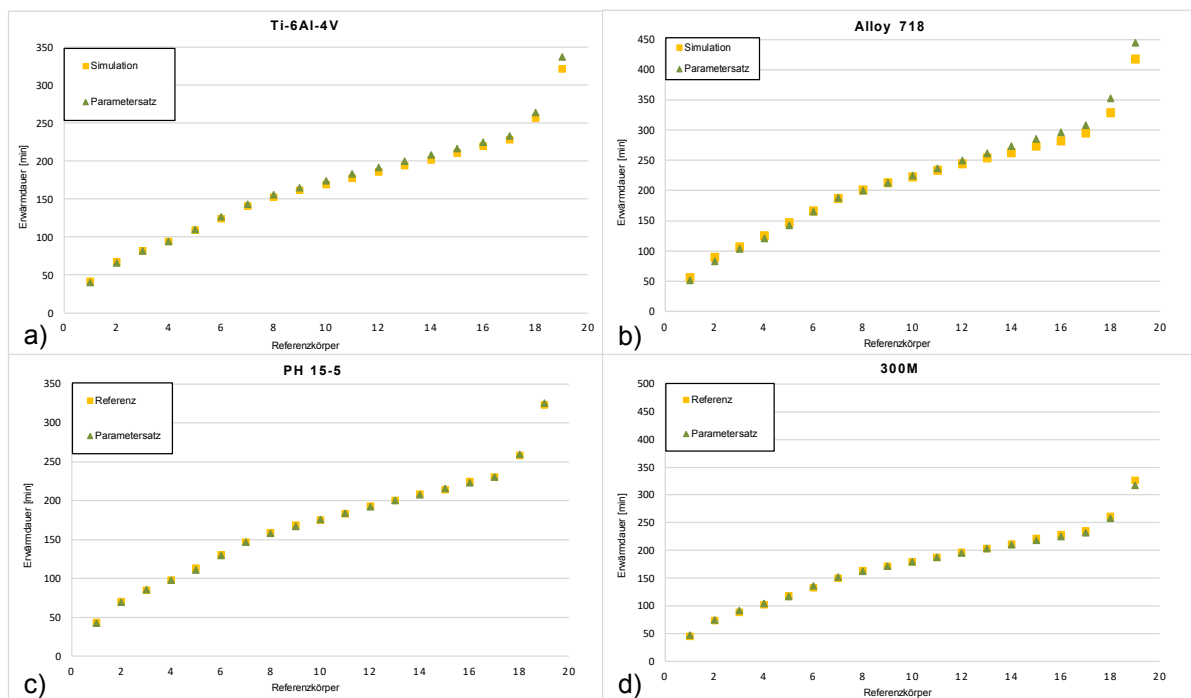 Ti-6Al-4V
350
300
250
200
150
100
50
0
Erwärmdauer [min]
Simulation
Parametersatz
0 2 4 6 8 10 12 14 16 18 20
Referenzkörper
a)
Alloy 718
450
400
350
300
250
200
150
100
50
0
Erwärmdauer [min]
Simulation
Parametersatz
0 2 4 6 8 10 12 14 16 18 20
Referenzkörper
b)
PH 15-5
350
300
250
200
150
100
50
0
Erwärmdauer [min]
Referenz
Parametersatz
0 2 4 6 8 10 12 14 16 18 20
Referenzkörper
c)
300M
500
450
400
350
300
250
200
150
100
50
0
Erwärmdauer [min]
Referenz
Parametersatz
0 2 4 6 8 10 12 14 16 18 20
Referenzkörper
d)